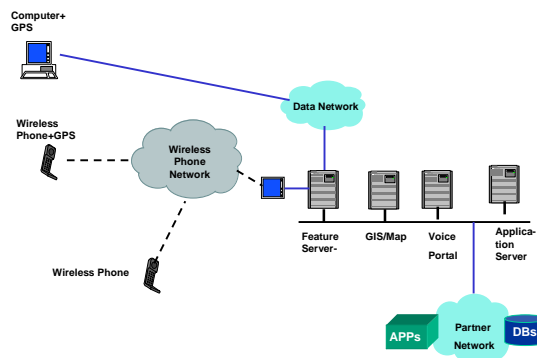 Computer+
GPS
Data Network
Wireless
Phone+GPS
Wireless
Phone
Network
Feature
Server-
GIS/Map
Voice
Portal
Applica-
tion
Server
Wireless Phone
APPs
Partner
Network
DBs